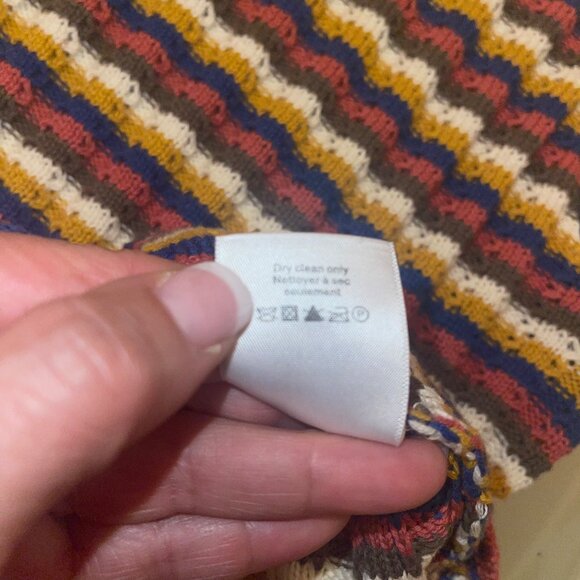 Dry clean only
Nettoyer à sec
seulement